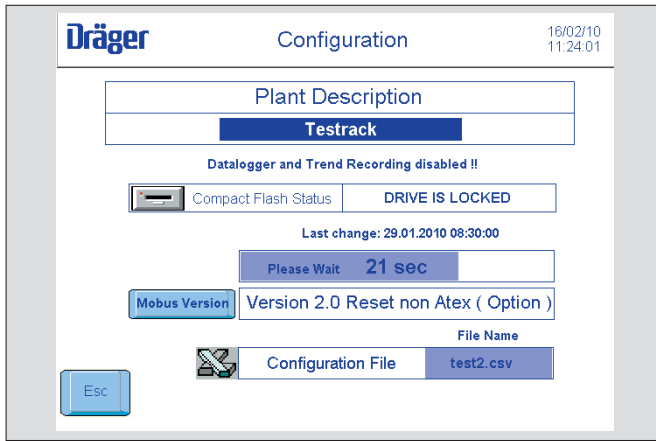 Dräger Configuration 16/02/10
11:24:01
Plant Description
Testrack
Datalogger and Trend Recording disabled !!
Compact Flash Status DRIVE IS LOCKED
Last change: 29.01.2010 08:30:00
Please Wait 21 sec
Mobus Version Version 2.0 Reset non Atex ( Option )
File Name
Configuration File test2.csv
Esc